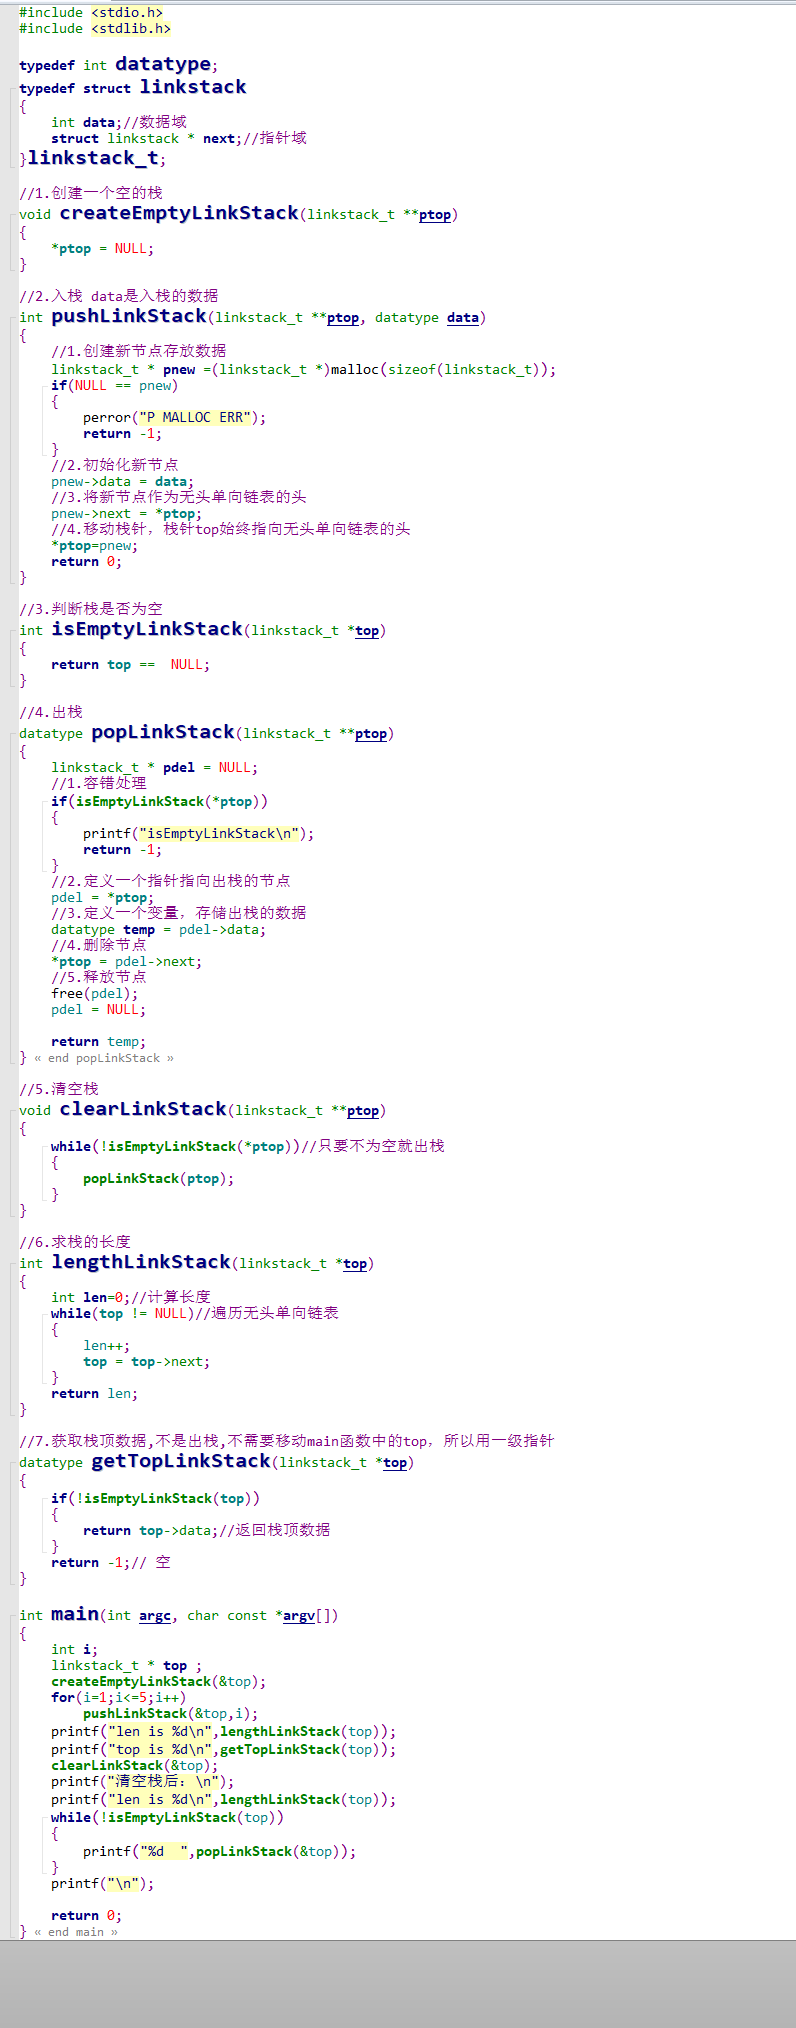 #include <stdio.h>
#include <stdlib.h>
typedef int datatype;
typedef struct linkstack
{
int data;//数据域
struct linkstack * next;//指针域
}linkstack_t;
//1.创建一个空的栈
void createEmptyLinkStack(linkstack_t **ptop)
{
*ptop = NULL;
}
//2.入栈 data是入栈的数据
int pushLinkStack(linkstack_t **ptop, datatype data)
{
//1.创建新节点存放数据
linkstack_t * pnew =(linkstack_t *)malloc(sizeof(linkstack_t));
if(NULL == pnew)
{
perror("P MALLOC ERR");
return -1;
}
//2.初始化新节点
pnew->data = data;
//3.将新节点作为无头单向链表的头
pnew->next = *ptop;
//4.移动栈针，栈针top始终指向无头单向链表的头
*ptop=pnew;
return 0;
}
//3.判断栈是否为空
int isEmptyLinkStack(linkstack_t *top)
{
return top ==  NULL;
}
//4.出栈
datatype popLinkStack(linkstack_t **ptop)
{
linkstack_t * pdel = NULL;
//1.容错处理
if(isEmptyLinkStack(*ptop))
{
printf("isEmptyLinkStack\n");
return -1;
}
//2.定义一个指针指向出栈的节点
pdel = *ptop;
//3.定义一个变量，存储出栈的数据
datatype temp = pdel->data;
//4.删除节点
*ptop = pdel->next;
//5.释放节点
free(pdel);
pdel = NULL;
return temp;
} « end popLinkStack »
//5.清空栈
void clearLinkStack(linkstack_t **ptop)
{
while(!isEmptyLinkStack(*ptop))//只要不为空就出栈
{
popLinkStack(ptop);
}
}
//6.求栈的长度
int lengthLinkStack(linkstack_t *top)
{
int len=0;//计算长度
while(top != NULL)//遍历无头单向链表
{
len++;
top = top->next;
}
return len;
}
//7.获取栈顶数据,不是出栈,不需要移动main函数中的top，所以用一级指针
datatype getTopLinkStack(linkstack_t *top)
{
if(!isEmptyLinkStack(top))
{
return top->data;//返回栈顶数据
}
return -1;// 空
}
int main(int argc, char const *argv[])
{
int i;
linkstack_t * top ;
createEmptyLinkStack(&top);
for(i=1;i<=5;i++)
pushLinkStack(&top,i);
printf("len is %d\n",lengthLinkStack(top));
printf("top is %d\n",getTopLinkStack(top));
clearLinkStack(&top);
printf("清空栈后：\n");
printf("len is %d\n",lengthLinkStack(top));
while(!isEmptyLinkStack(top))
{
printf("%d  ",popLinkStack(&top));
}
printf("\n");
return 0;
} « end main »